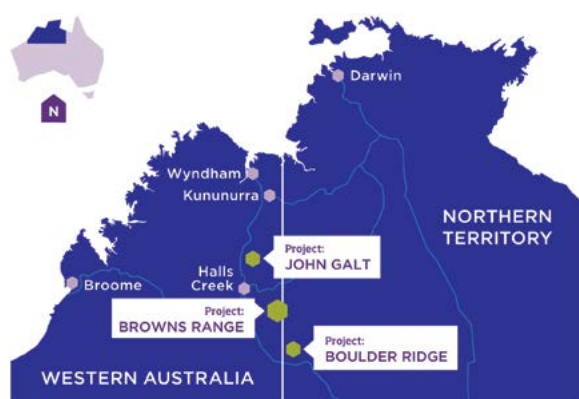 N
Darwin
Wyndham
Kununurra
NORTHERN
TERRITORY
Project:
JOHN GALT
Halls
Creek
Broome
Project:
BROWNS RANGE
Project:
BOULDER RIDGE
WESTERN AUSTRALIA